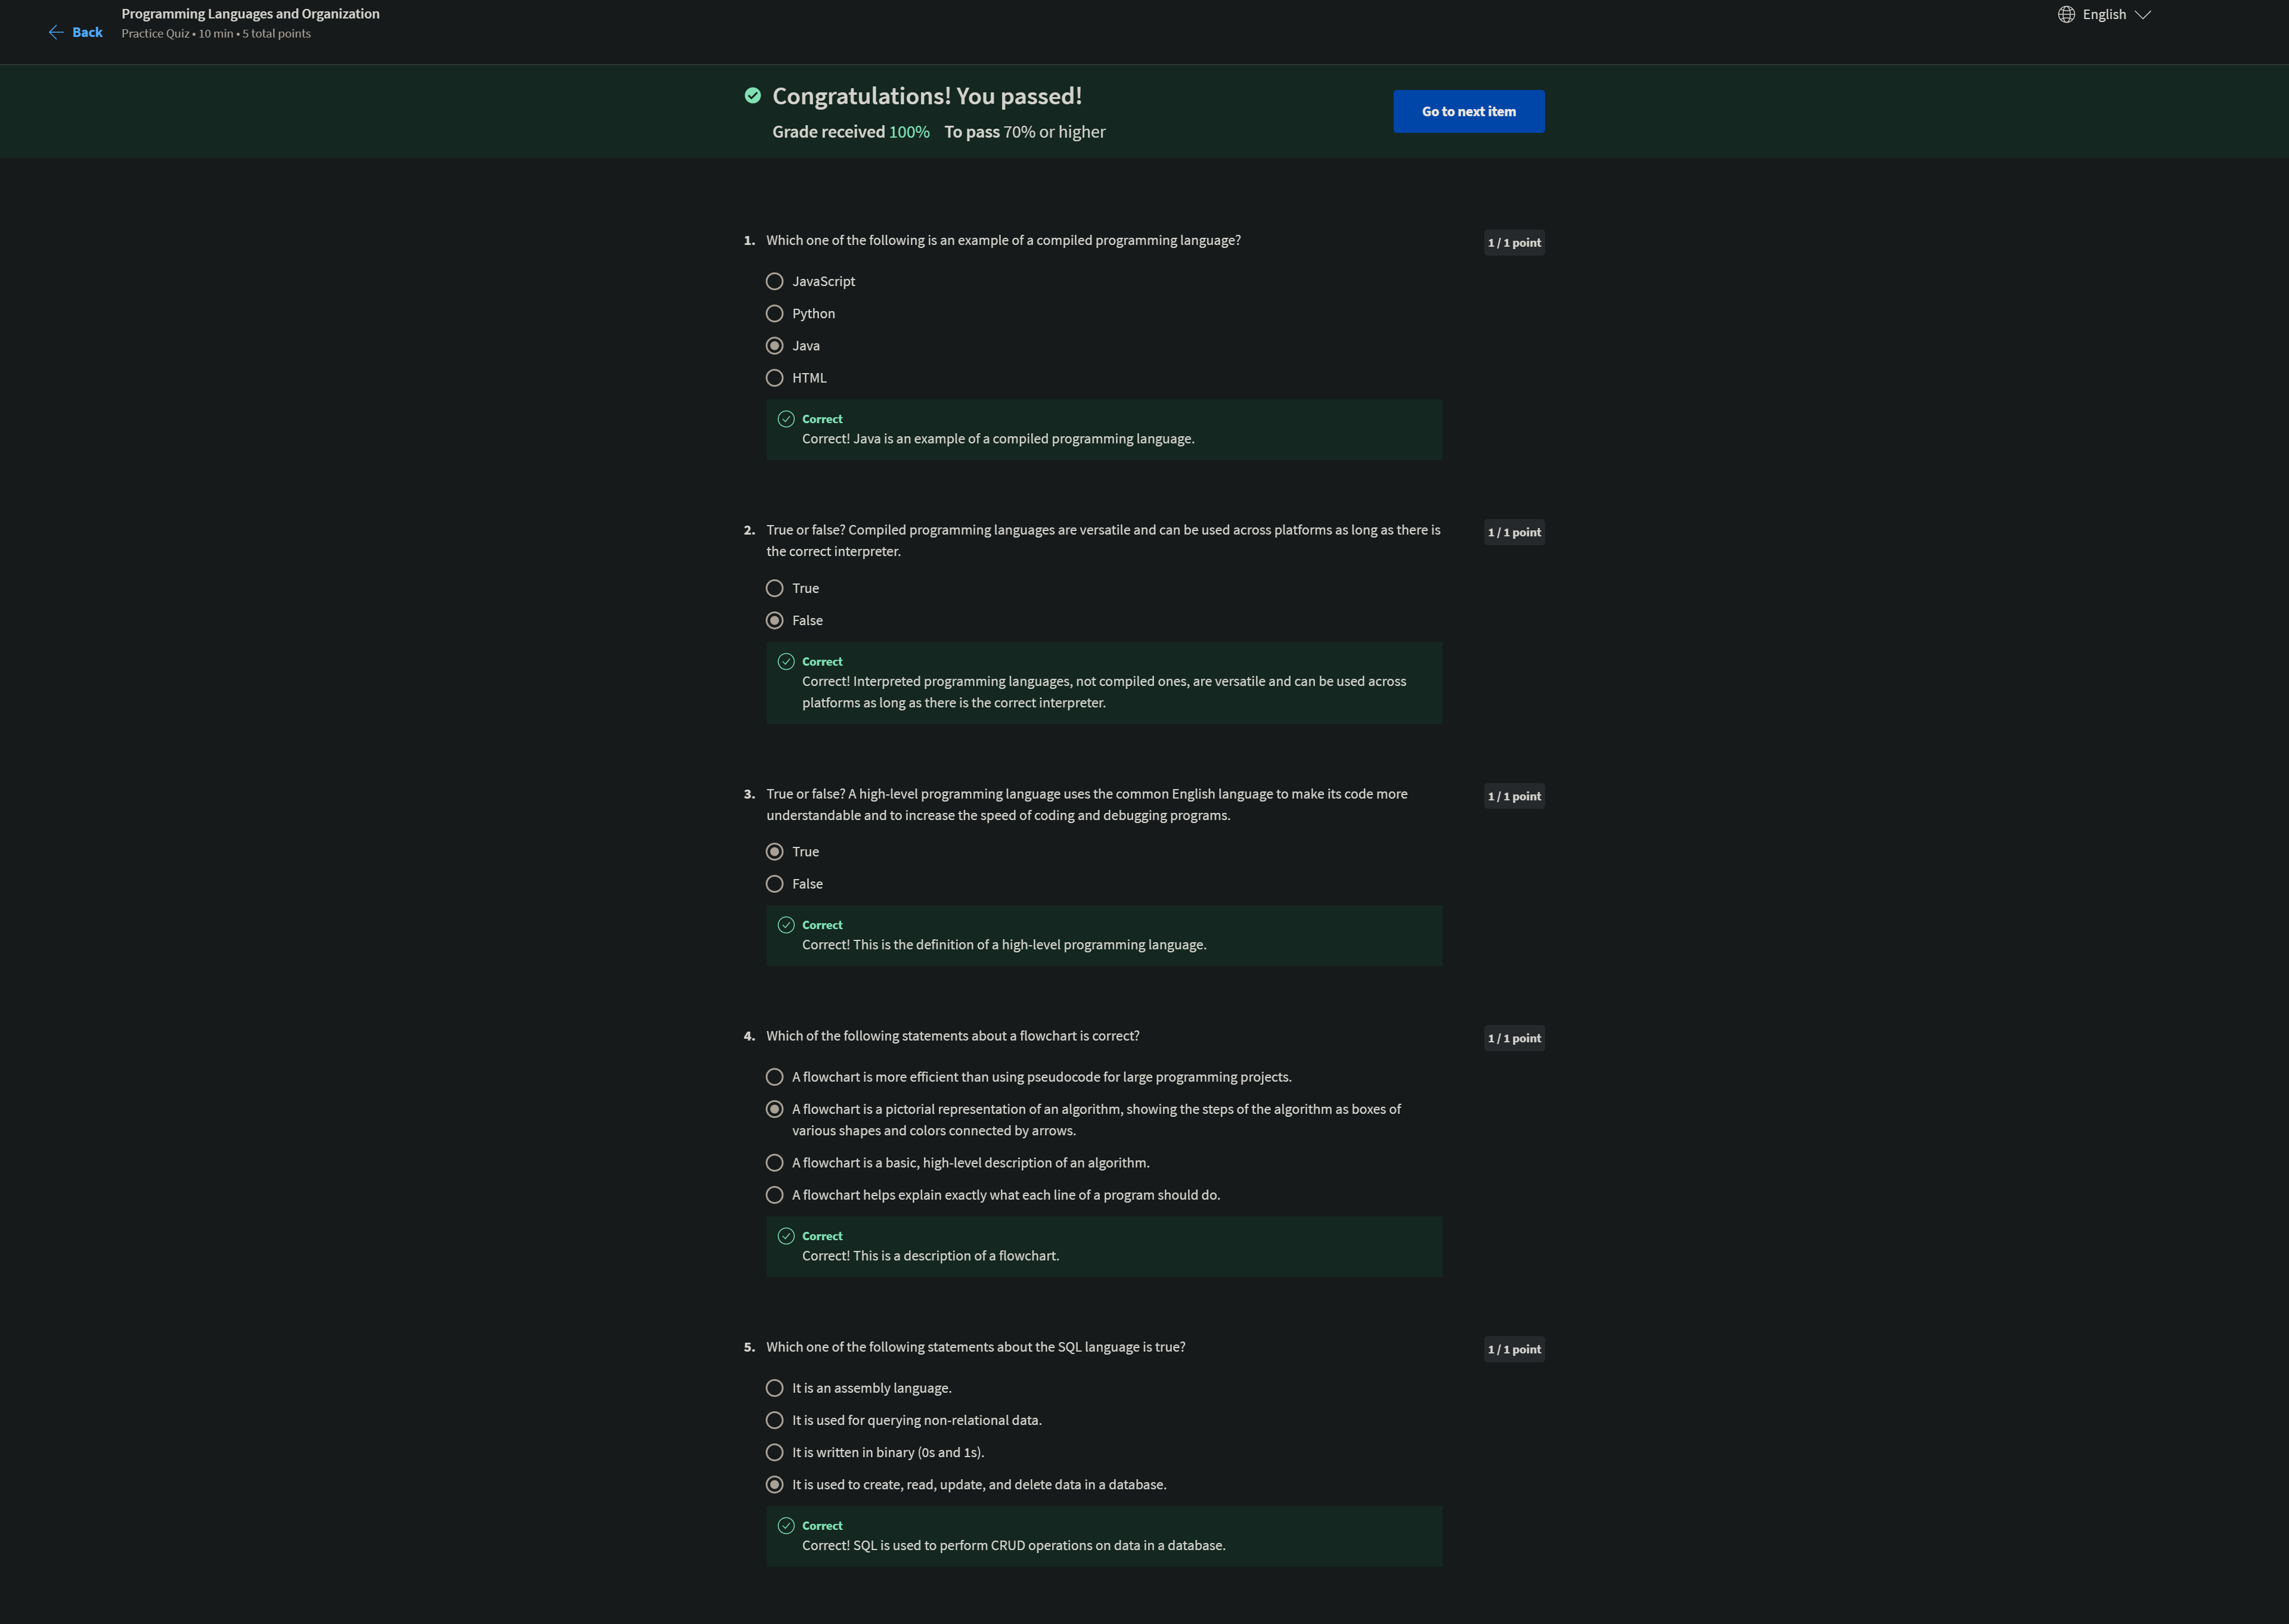 Back
Programming Languages and Organization
Practice Quiz • 10 min • 5 total points
English
Congratulations! You passed!
Grade received 100% To pass 70% or higher
Go to next item
1. Which one of the following is an example of a compiled programming language?
1 / 1 point
JavaScript
Python
Java
HTML
Correct
Correct! Java is an example of a compiled programming language.
2. True or false? Compiled programming languages are versatile and can be used across platforms as long as there is
the correct interpreter.
1 / 1 point
True
False
Correct
Correct! Interpreted programming languages, not compiled ones, are versatile and can be used across
platforms as long as there is the correct interpreter.
3. True or false? A high-level programming language uses the common English language to make its code more
understandable and to increase the speed of coding and debugging programs.
1 / 1 point
True
False
Correct
Correct! This is the definition of a high-level programming language.
4. Which of the following statements about a flowchart is correct?
1 / 1 point
A flowchart is more efficient than using pseudocode for large programming projects.
A flowchart is a pictorial representation of an algorithm, showing the steps of the algorithm as boxes of
various shapes and colors connected by arrows.
A flowchart is a basic, high-level description of an algorithm.
A flowchart helps explain exactly what each line of a program should do.
Correct
Correct! This is a description of a flowchart.
5. Which one of the following statements about the SQL language is true?
1 / 1 point
It is an assembly language.
It is used for querying non-relational data.
It is written in binary (0s and 1s).
It is used to create, read, update, and delete data in a database.
Correct
Correct! SQL is used to perform CRUD operations on data in a database.